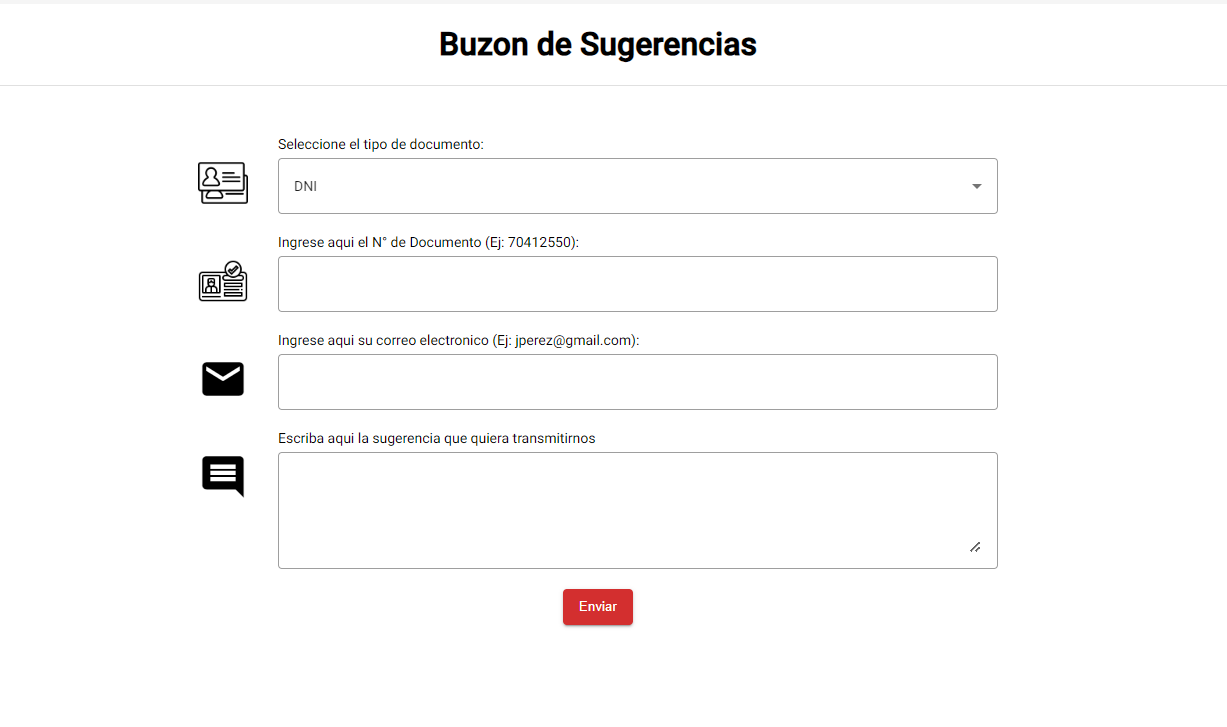 Buzon de Sugerencias
Seleccione el tipo de documento:
DNI
Ingrese aqui el N° de Documento (Ej: 70412550):
Ingrese aqui su correo electronico (Ej: jperez@gmail.com):
Escriba aqui la sugerencia que quiera transmitirnos
Enviar